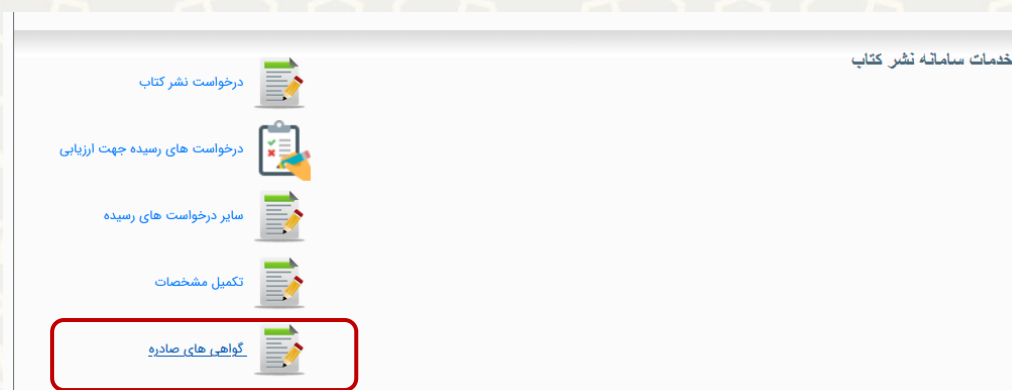 خدمات سامانه نشر کتاب
درخواست نشر کتاب
درخواست های رسیده جهت ارزیابی
سایر درخواست های رسیده
تکمیل مشخصات
گواهی های صادره